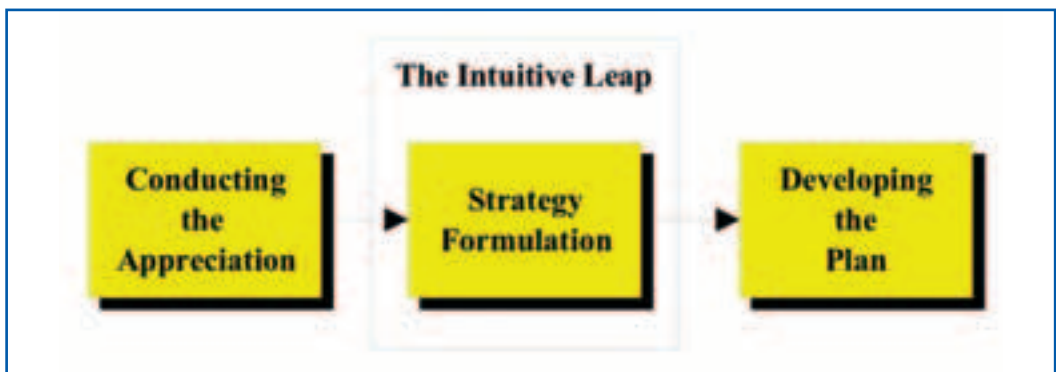 The Intuitive Leap
Conducting
the
Appreciation
Strategy
Formulation
Developing
the
Plan